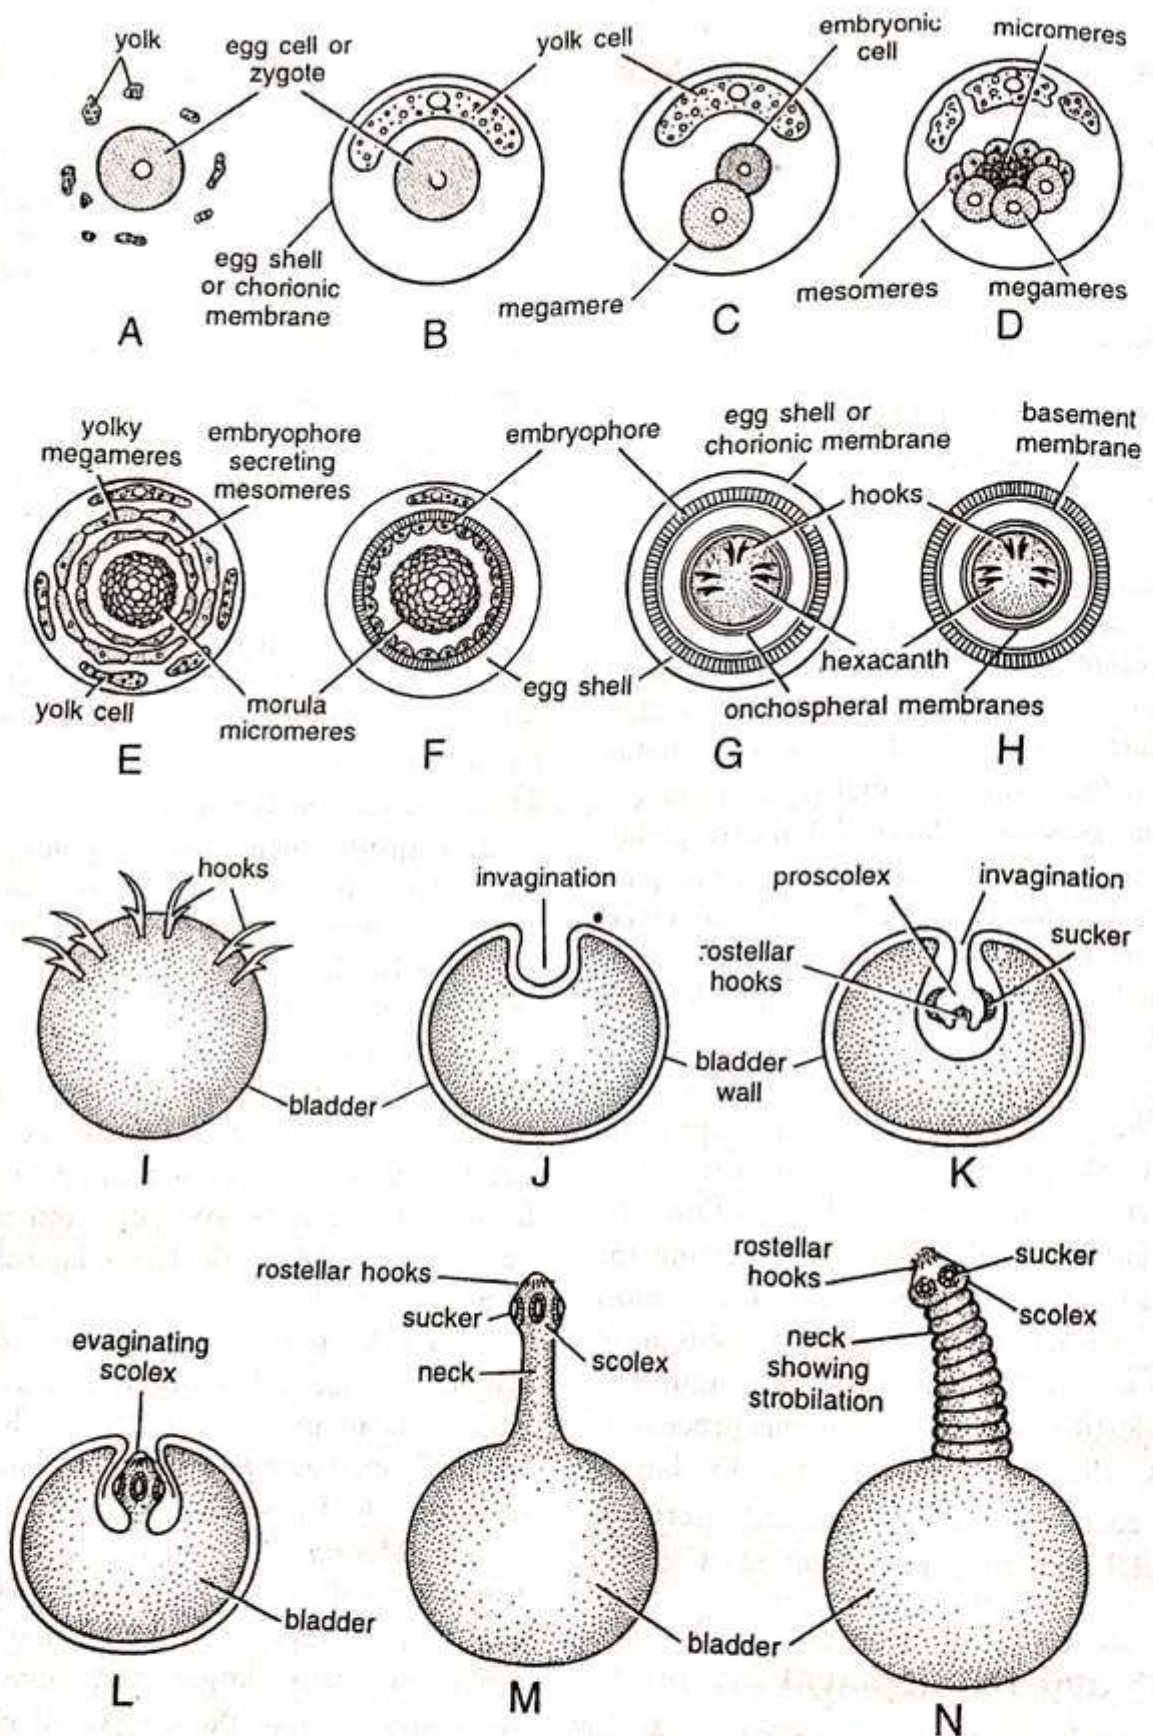 yolk
egg cell or
zygote
yolk cell
embryonic
cell
micromeres
egg shell
or chorionic
membrane
megamere
mesomeres
megameres
A
B
C
D
yolky
megameres
embryophore
secreting
mesomeres
embryophore
egg shell or
chorionic membrane
basement
membrane
hooks
yolk cell
morula
micromeres
egg shell
hexacanth
onchospheral membranes
E
F
G
H
hooks
invagination
proscolex
invagination
rostellar
hooks
sucker
bladder
bladder
wall
I
J
K
evaginating
scolex
rostellar hooks
sucker
neck
scolex
rostellar
hooks
sucker
scolex
neck
showing
strobilation
bladder
bladder
L
M
N